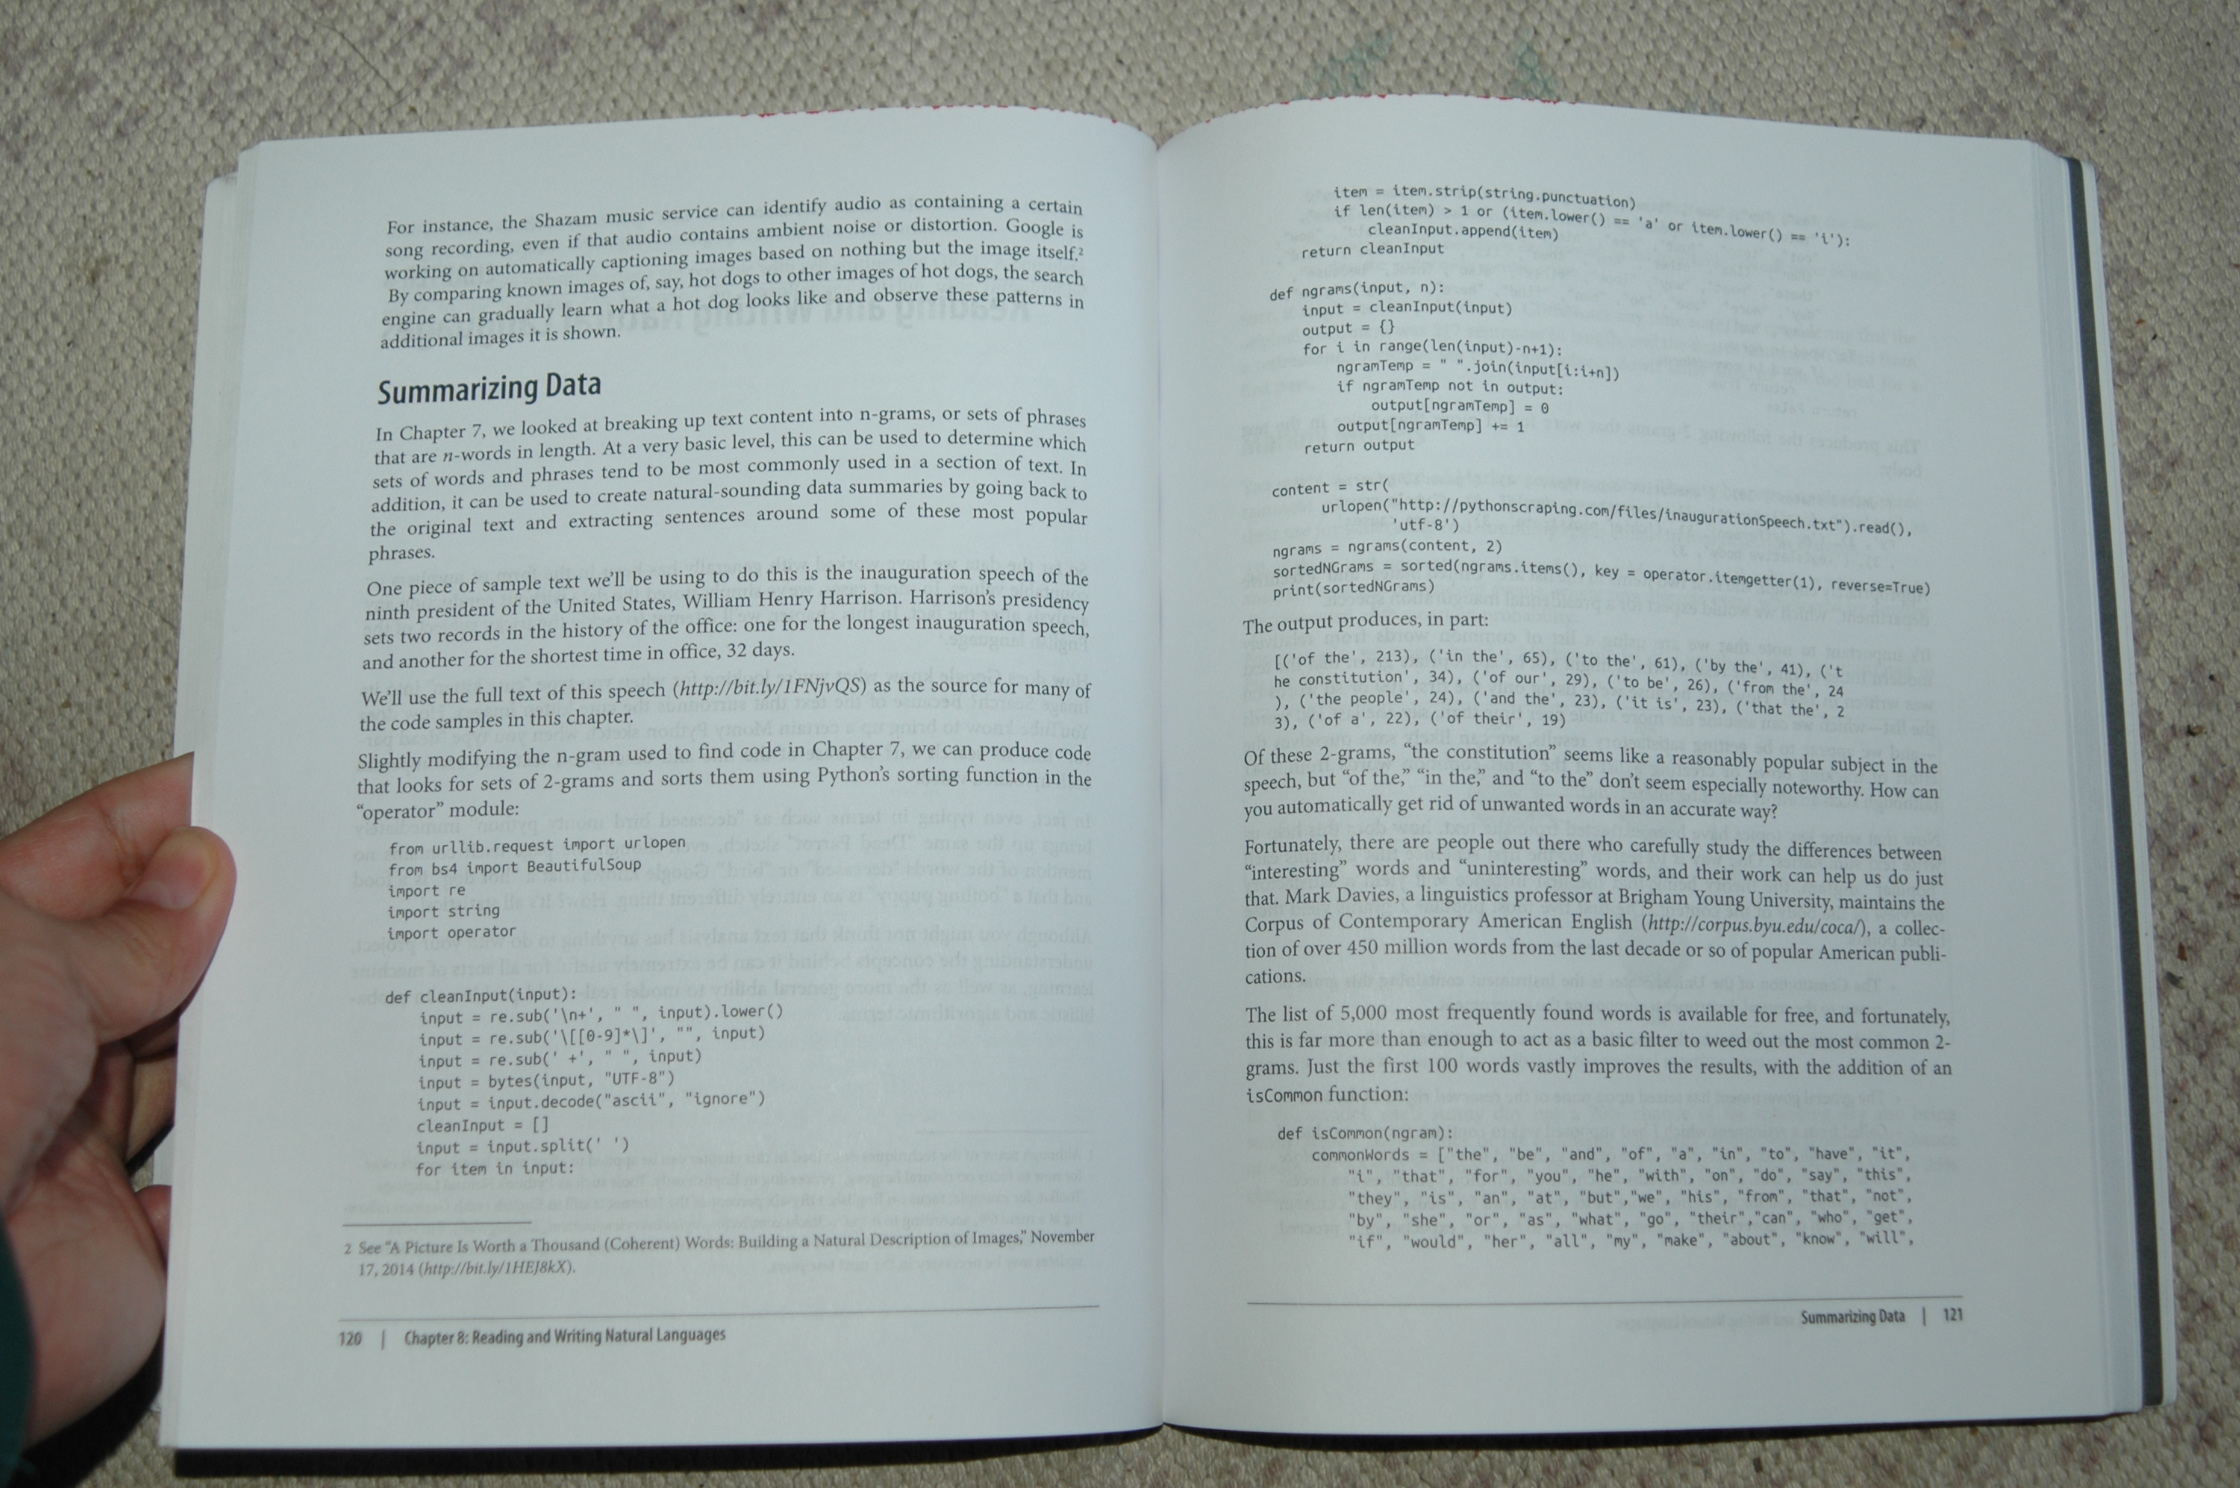 For instance, the Shazam music service can identify audio as containing a certain
song recording, even if that audio contains ambient noise or distortion. Google is
working on automatically captioning images based on nothing but the image itself.²
By comparing known images of, say, hot dogs to other images of hot dogs, the search
engine can gradually learn what a hot dog looks like and observe these patterns in
additional images it is shown.
Summarizing Data
In Chapter 7, we looked at breaking up text content into n-grams, or sets of phrases
that are n-words in length. At a very basic level, this can be used to determine which
sets of words and phrases tend to be most commonly used in a section of text. In
addition, it can be used to create natural-sounding data summaries by going back to
the original text and extracting sentences around some of these most popular
phrases.
One piece of sample text we'll be using to do this is the inauguration speech of the
ninth president of the United States, William Henry Harrison. Harrison's presidency
sets two records in the history of the office: one for the longest inauguration speech,
and another for the shortest time in office, 32 days.
We'll use the full text of this speech (http://bit.ly/1FNjvQS) as the source for many of
the code samples in this chapter.
Slightly modifying the n-gram used to find code in Chapter 7, we can produce code
that looks for sets of 2-grams and sorts them using Python's sorting function in the
“operator” module:
from urllib.request import urlopen
from bs4 import BeautifulSoup
import re
import string
import operator
def cleanInput(input):
    input = re.sub('\n+', " ", input).lower()
    input = re.sub('\[[0-9]*\]', "", input)
    input = re.sub(' +', " ", input)
    input = bytes(input, "UTF-8")
    input = input.decode("ascii", "ignore")
    cleanInput = []
    input = input.split(' ')
    for item in input:
2 See “A Picture Is Worth a Thousand (Coherent) Words: Building a Natural Description of Images,” November
17, 2014 (http://bit.ly/1HEJ8kX).
120 | Chapter 8: Reading and Writing Natural Languages
        item = item.strip(string.punctuation)
        if len(item) > 1 or (item.lower() == 'a' or item.lower() == 'i'):
            cleanInput.append(item)
    return cleanInput
def ngrams(input, n):
    input = cleanInput(input)
    output = {}
    for i in range(len(input)-n+1):
        ngramTemp = " ".join(input[i:i+n])
        if ngramTemp not in output:
            output[ngramTemp] = 0
        output[ngramTemp] += 1
    return output
content = str(
    urlopen("http://pythonscraping.com/files/inaugurationSpeech.txt").read(),
            'utf-8')
ngrams = ngrams(content, 2)
sortedNGrams = sorted(ngrams.items(), key = operator.itemgetter(1), reverse=True)
print(sortedNGrams)
The output produces, in part:
[('of the', 213), ('in the', 65), ('to the', 61), ('by the', 41), ('t
he constitution', 34), ('of our', 29), ('to be', 26), ('from the', 24
), ('the people', 24), ('and the', 23), ('it is', 23), ('that the', 2
3), ('of a', 22), ('of their', 19)
Of these 2-grams, “the constitution” seems like a reasonably popular subject in the
speech, but “of the,” “in the,” and “to the” don't seem especially noteworthy. How can
you automatically get rid of unwanted words in an accurate way?
Fortunately, there are people out there who carefully study the differences between
“interesting” words and “uninteresting” words, and their work can help us do just
that. Mark Davies, a linguistics professor at Brigham Young University, maintains the
Corpus of Contemporary American English (http://corpus.byu.edu/coca/), a collec-
tion of over 450 million words from the last decade or so of popular American publi-
cations.
The list of 5,000 most frequently found words is available for free, and fortunately,
this is far more than enough to act as a basic filter to weed out the most common 2-
grams. Just the first 100 words vastly improves the results, with the addition of an
isCommon function:
def isCommon(ngram):
    commonWords = ["the", "be", "and", "of", "a", "in", "to", "have", "it",
        "i", "that", "for", "you", "he", "with", "on", "do", "say", "this",
        "they", "is", "an", "at", "but","we", "his", "from", "that", "not",
        "by", "she", "or", "as", "what", "go", "their","can", "who", "get",
        "if", "would", "her", "all", "my", "make", "about", "know", "will",
Summarizing Data | 121